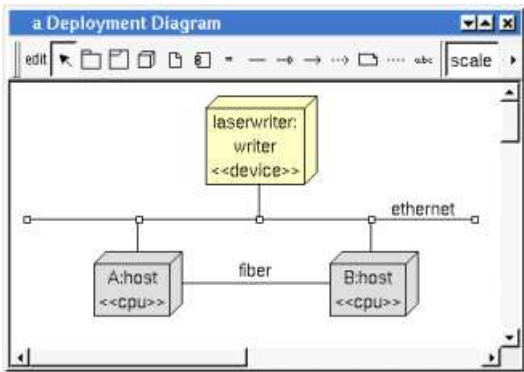 a Deployment Diagram
edit
abc
scale
laserwriter:
writer
<<device>>
ethernet
A:host
<<cpu>>
fiber
B:host
<<cpu>>